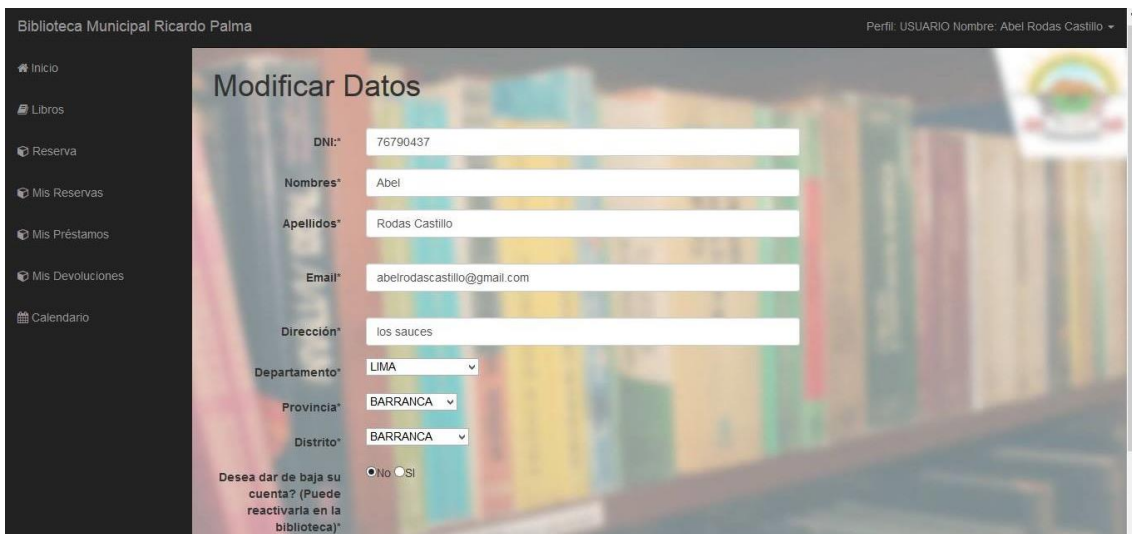 Biblioteca Municipal Ricardo Palma
Perfil: USUARIO Nombre: Abel Rodas Castillo
Inicio
Libros
Reserva
Mis Reservas
Mis Préstamos
Mis Devoluciones
Calendario
Modificar Datos
DNI:* 76790437
Nombres* Abel
Apellidos* Rodas Castillo
Email* abelrodascastillo@gmail.com
Dirección* los sauces
Departamento* LIMA
Provincia* BARRANCA
Distrito* BARRANCA
Desea dar de baja su No SI
cuenta? (Puede
reactivarla en la
biblioteca)*